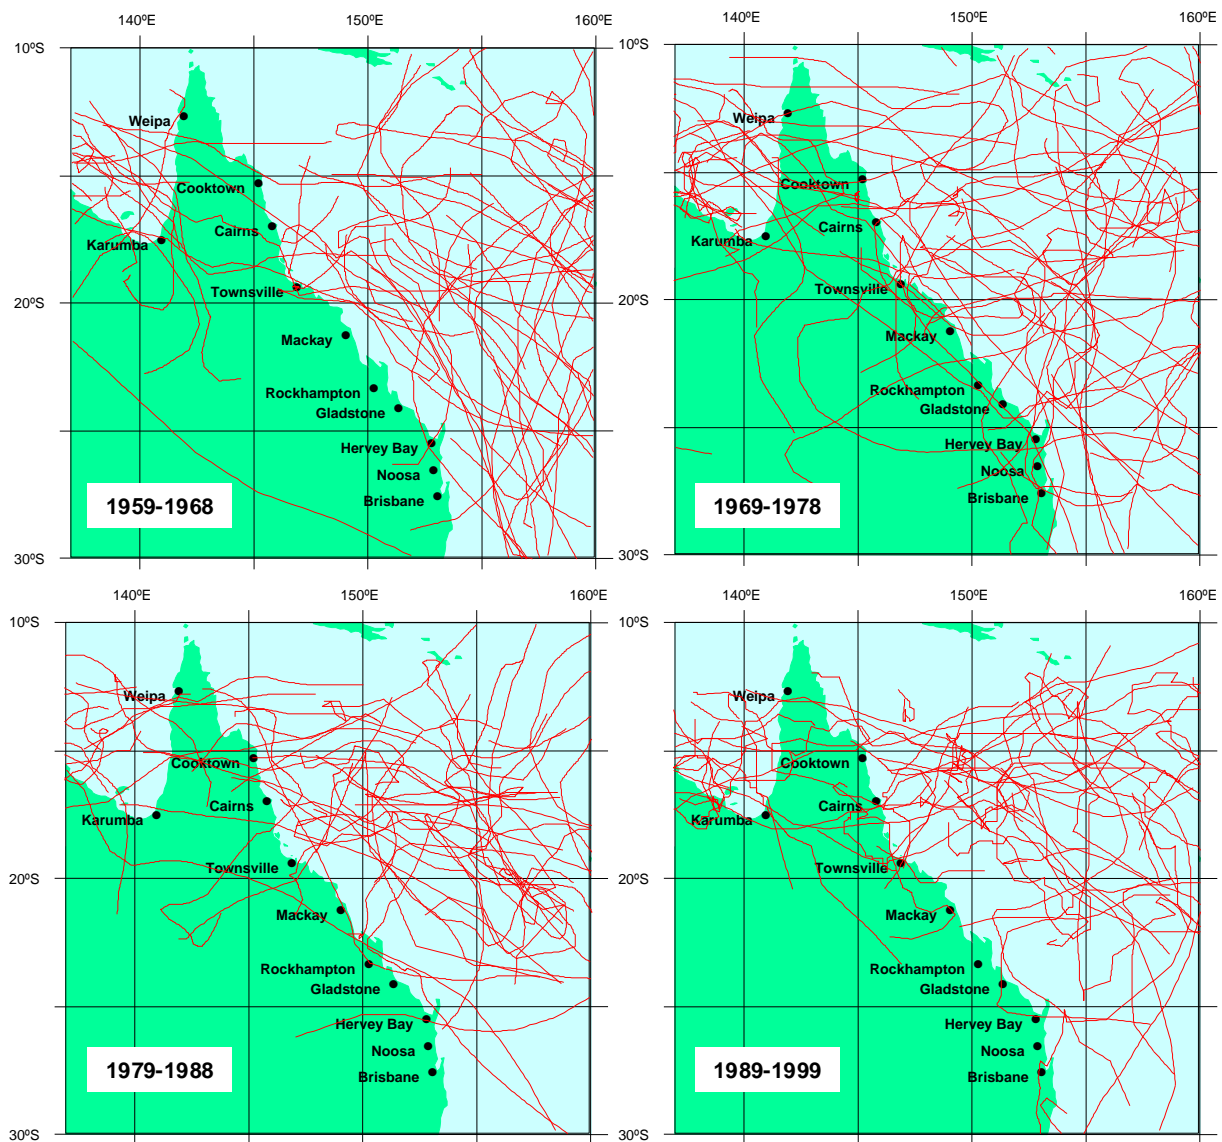 140ºE 150ºE 160ºE
10ºS
Weipa
Cooktown
Cairns
Karumba
Townsville
20ºS
Mackay
Rockhampton
Gladstone
Hervey Bay
Noosa
Brisbane
1959-1968
30ºS
140ºE 150ºE 160ºE
10ºS
Weipa
Cooktown
Cairns
Karumba
Townsville
20ºS
Mackay
Rockhampton
Gladstone
Hervey Bay
Noosa
Brisbane
1969-1978
30ºS
140ºE 150ºE 160ºE
10ºS
Weipa
Cooktown
Cairns
Karumba
Townsville
20ºS
Mackay
Rockhampton
Gladstone
Hervey Bay
Noosa
Brisbane
1979-1988
30ºS
140ºE 150ºE 160ºE
10ºS
Weipa
Cooktown
Cairns
Karumba
Townsville
20ºS
Mackay
Rockhampton
Gladstone
Hervey Bay
Noosa
Brisbane
1989-1999
30ºS